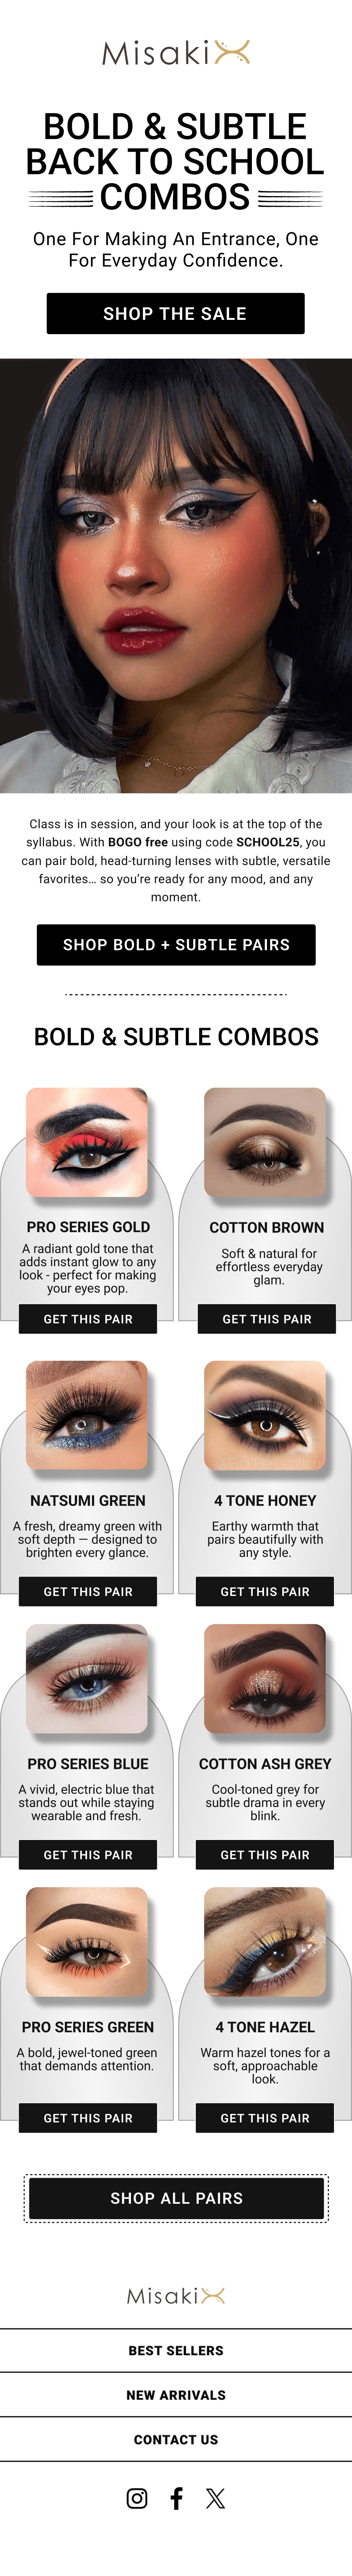 Misaki
BOLD & SUBTLE
BACK TO SCHOOL
COMBOS
One For Making An Entrance, One
For Everyday Confidence.
SHOP THE SALE
Class is in session, and your look is at the top of the
syllabus. With BOGO free using code SCHOOL25, you
can pair bold, head-turning lenses with subtle, versatile
favorites... so you're ready for any mood, and any
moment.
SHOP BOLD + SUBTLE PAIRS
BOLD & SUBTLE COMBOS
PRO SERIES GOLD
A radiant gold tone that
adds instant glow to any
look - perfect for making
your eyes pop.
GET THIS PAIR
COTTON BROWN
Soft & natural for
effortless everyday
glam.
GET THIS PAIR
NATSUMI GREEN
A fresh, dreamy green with
soft depth — designed to
brighten every glance.
GET THIS PAIR
4 TONE HONEY
Earthy warmth that
pairs beautifully with
any style.
GET THIS PAIR
PRO SERIES BLUE
A vivid, electric blue that
stands out while staying
wearable and fresh.
GET THIS PAIR
COTTON ASH GREY
Cool-toned grey for
subtle drama in every
blink.
GET THIS PAIR
PRO SERIES GREEN
A bold, jewel-toned green
that demands attention.
GET THIS PAIR
4 TONE HAZEL
Warm hazel tones for a
soft, approachable
look.
GET THIS PAIR
SHOP ALL PAIRS
Misaki
BEST SELLERS
NEW ARRIVALS
CONTACT US